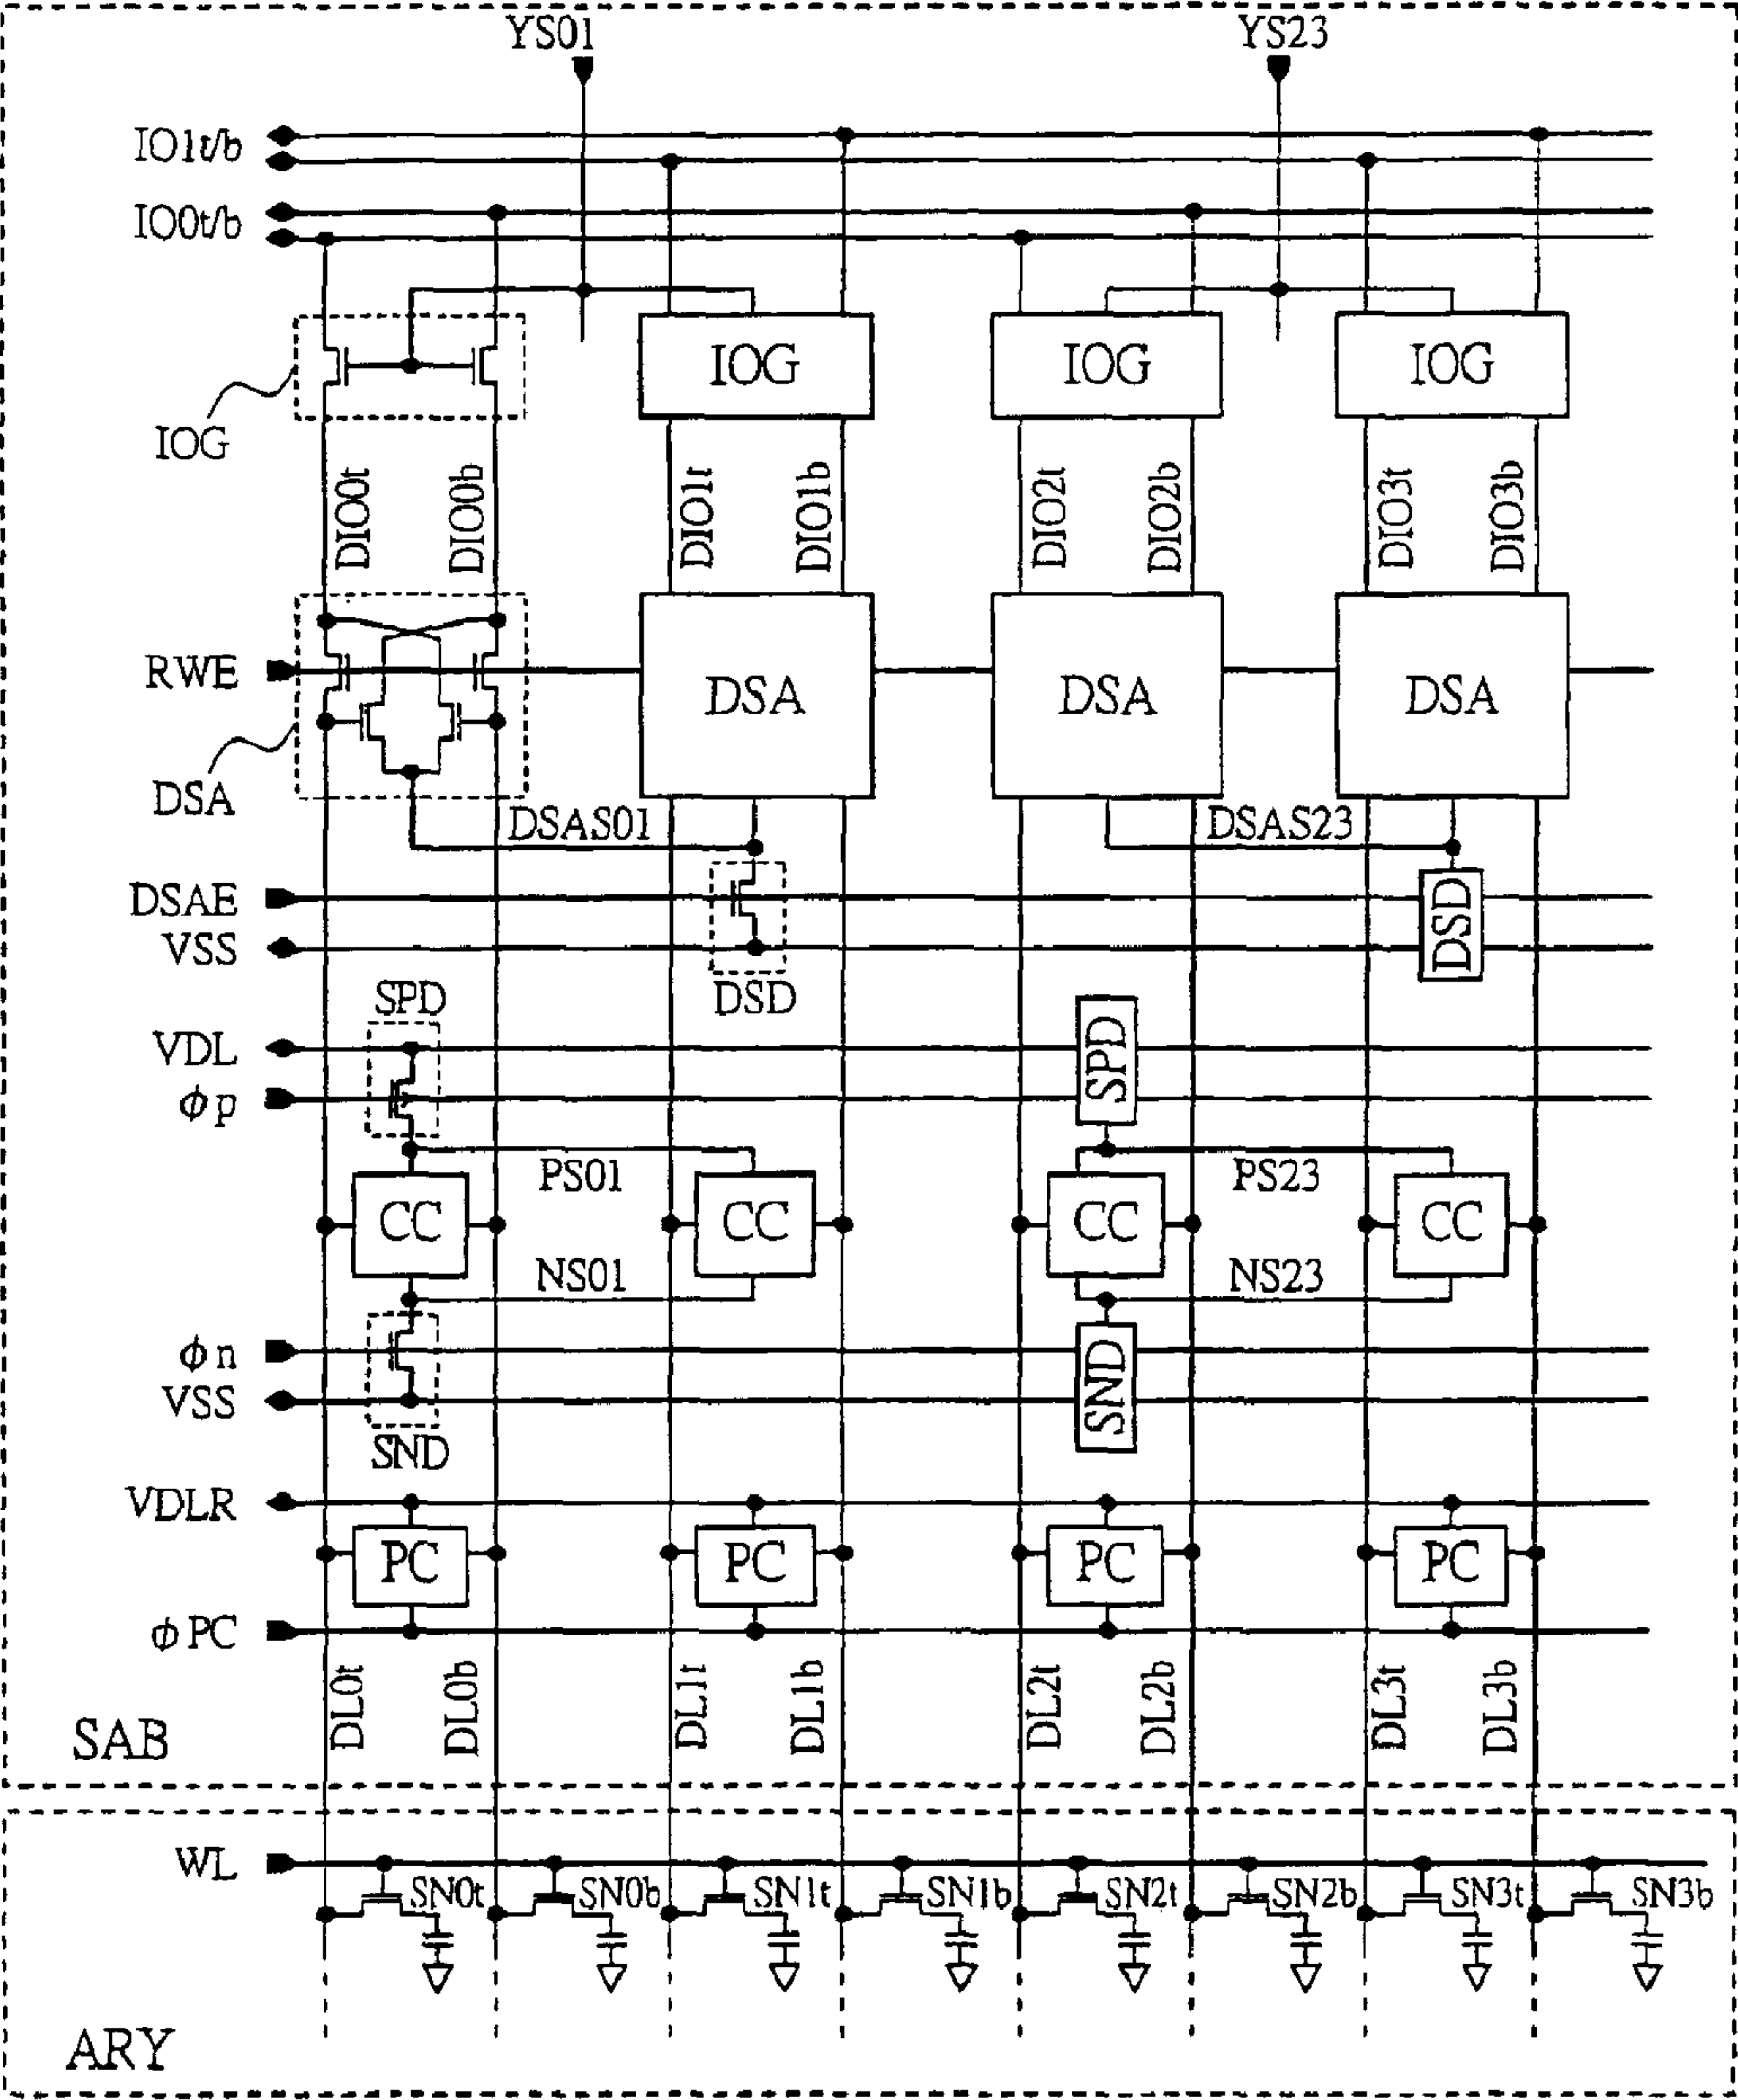 YS01 YS23
IO1t/b
IO0t/b
IOG IOG IOG
IOG
DIO0t DIO0b DIO1t DIO1b DIO2t DIO2b DIO3t DIO3b
RWE
DSA DSA DSA
DSA
DSAS01 DSAS23
DSAE
DSD
VSS
SPD DSD
VDL
SPD
ϕp
PS01 PS23
CC CC CC CC
NS01 NS23
ϕn
SND
VSS
SND
VDLR
PC PC PC PC
ϕPC
DL0t DL0b DL1t DL1b DL2t DL2b DL3t DL3b
SAB
WL
SN0t SN0b SN1t SN1b SN2t SN2b SN3t SN3b
ARY